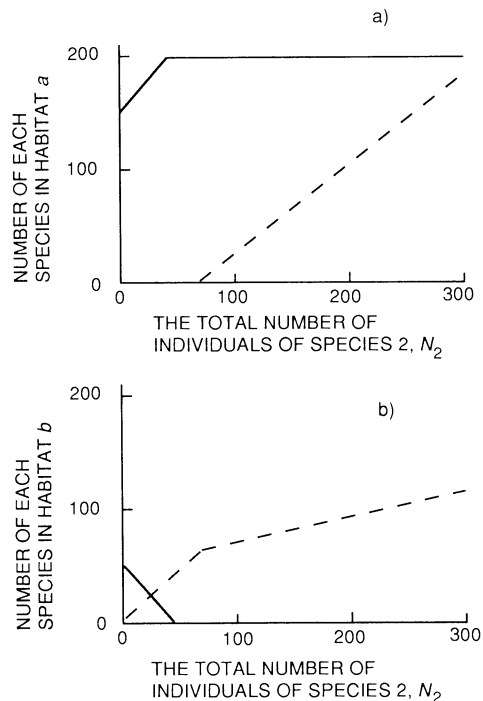 a)
NUMBER OF EACH
SPECIES IN HABITAT a
200
100
0
0 100 200 300
THE TOTAL NUMBER OF
INDIVIDUALS OF SPECIES 2, N₂
b)
NUMBER OF EACH
SPECIES IN HABITAT b
200
100
0
0 100 200 300
THE TOTAL NUMBER OF
INDIVIDUALS OF SPECIES 2, N₂